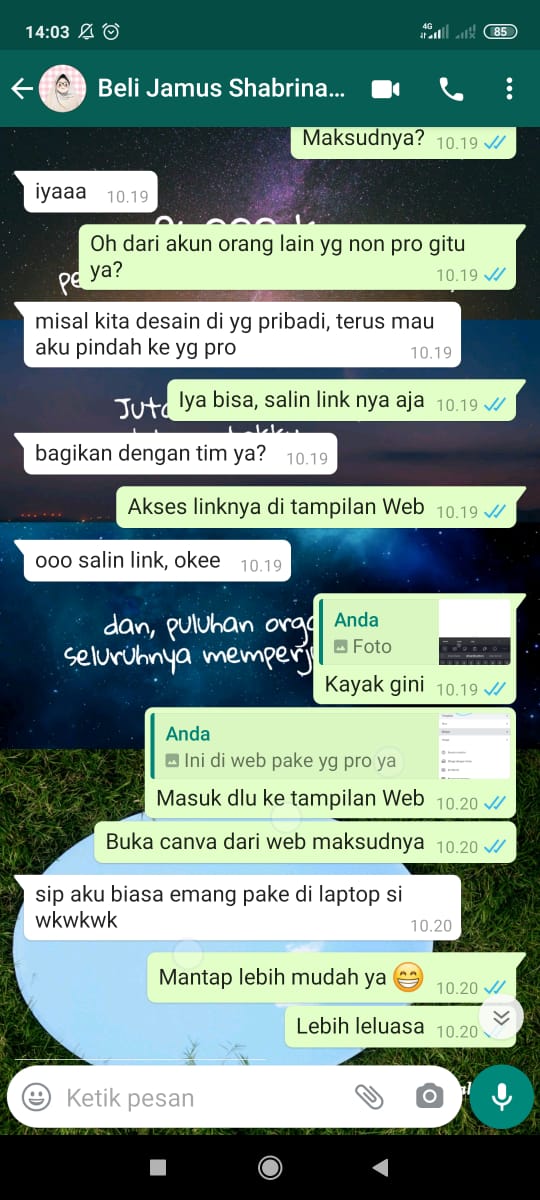 14:03
4G
85
Beli Jamus Shabrina...
Maksudnya? 10.19
iyaaa 10.19
Oh dari akun orang lain yg non pro gitu
ya? 10.19
pe
misal kita desain di yg pribadi, terus mau
aku pindah ke yg pro 10.19
Juta
Iya bisa, salin link nya aja 10.19
bagikan dengan tim ya? 10.19
Akses linknya di tampilan Web 10.19
ooo salin link, okee 10.19
dan, puluhan orga
seluruhnya memperj
Anda
Foto
Kayak gini 10.19
Anda
Ini di web pake yg pro ya
Masuk dlu ke tampilan Web 10.20
Buka canva dari web maksudnya 10.20
sip aku biasa emang pake di laptop si
wkwkwk 10.20
Mantap lebih mudah ya 😁 10.20
Lebih leluasa 10.20
Ketik pesan